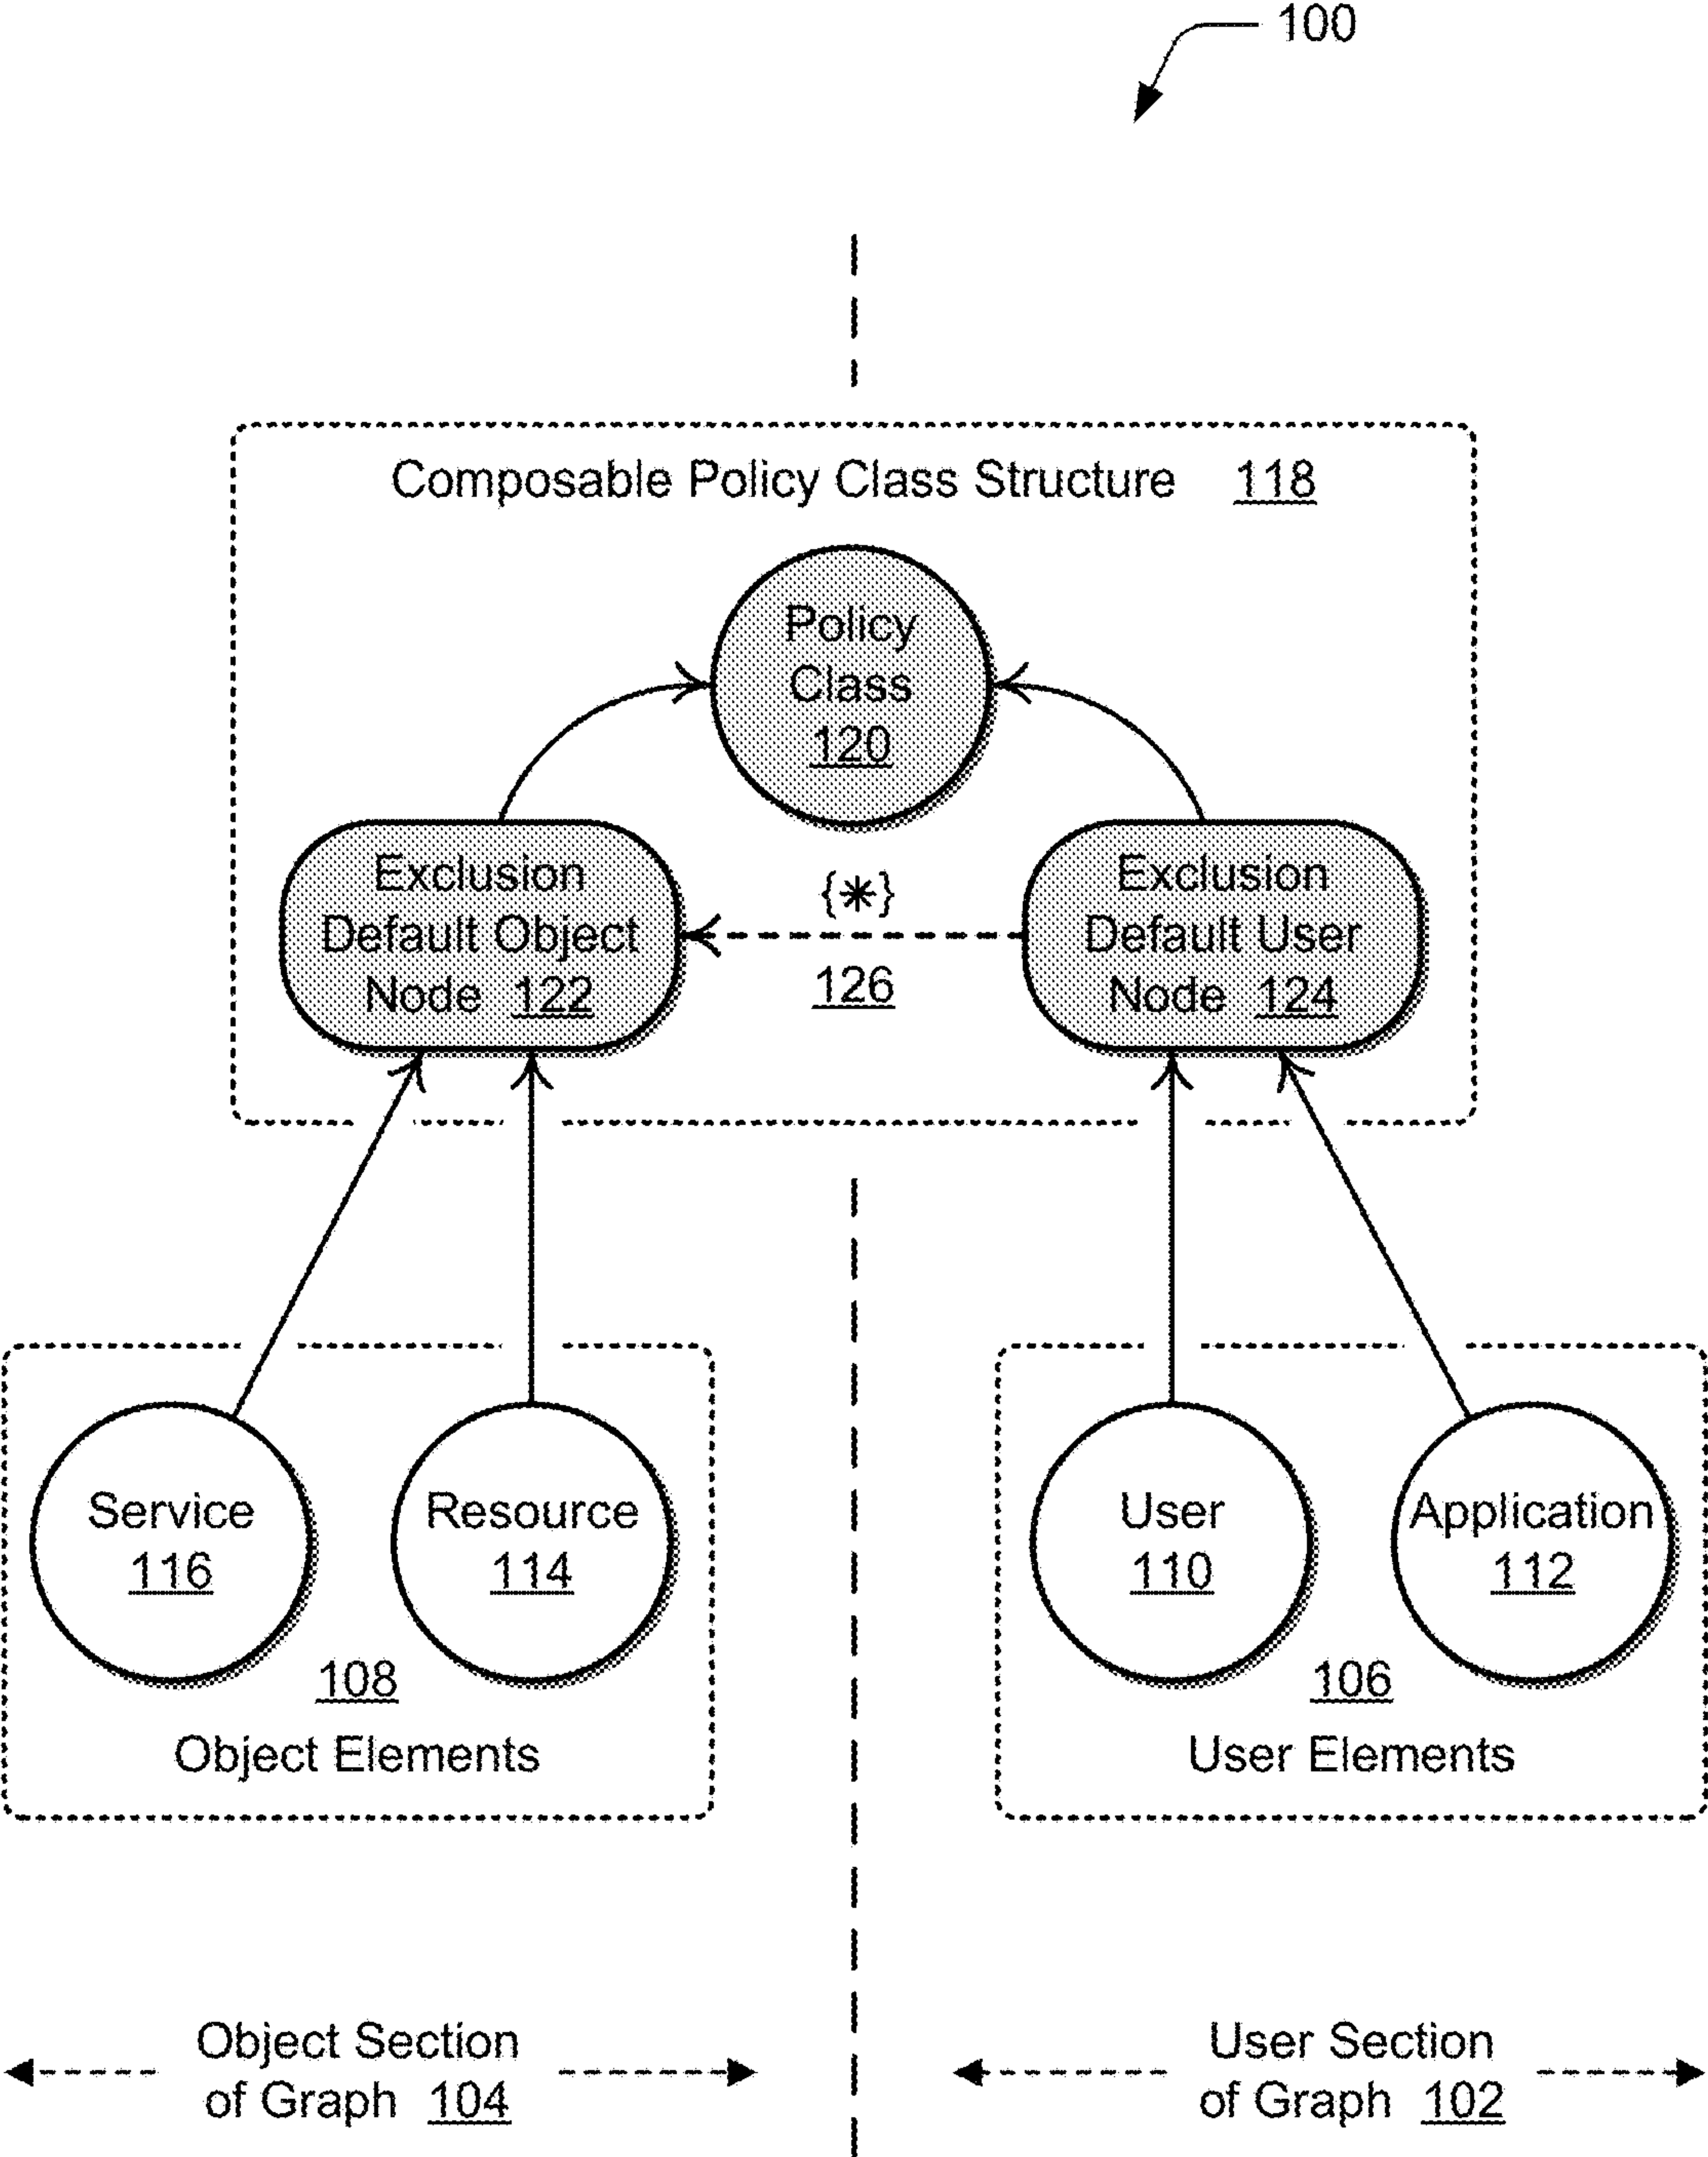 100
Composable Policy Class Structure 118
Policy
Class
120
Exclusion
Default Object
Node 122
{*}
126
Exclusion
Default User
Node 124
Service
116
Resource
114
User
110
Application
112
108
Object Elements
106
User Elements
Object Section
of Graph 104
User Section
of Graph 102